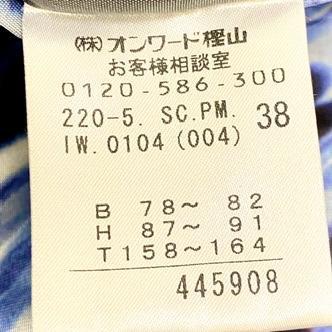 (株)オンワード樫山
お客様相談室
0120-586-300
220-5. SC.PM. 38
IW.0104(004)
B 78～ 82
H 87～ 91
T 158～164
445908